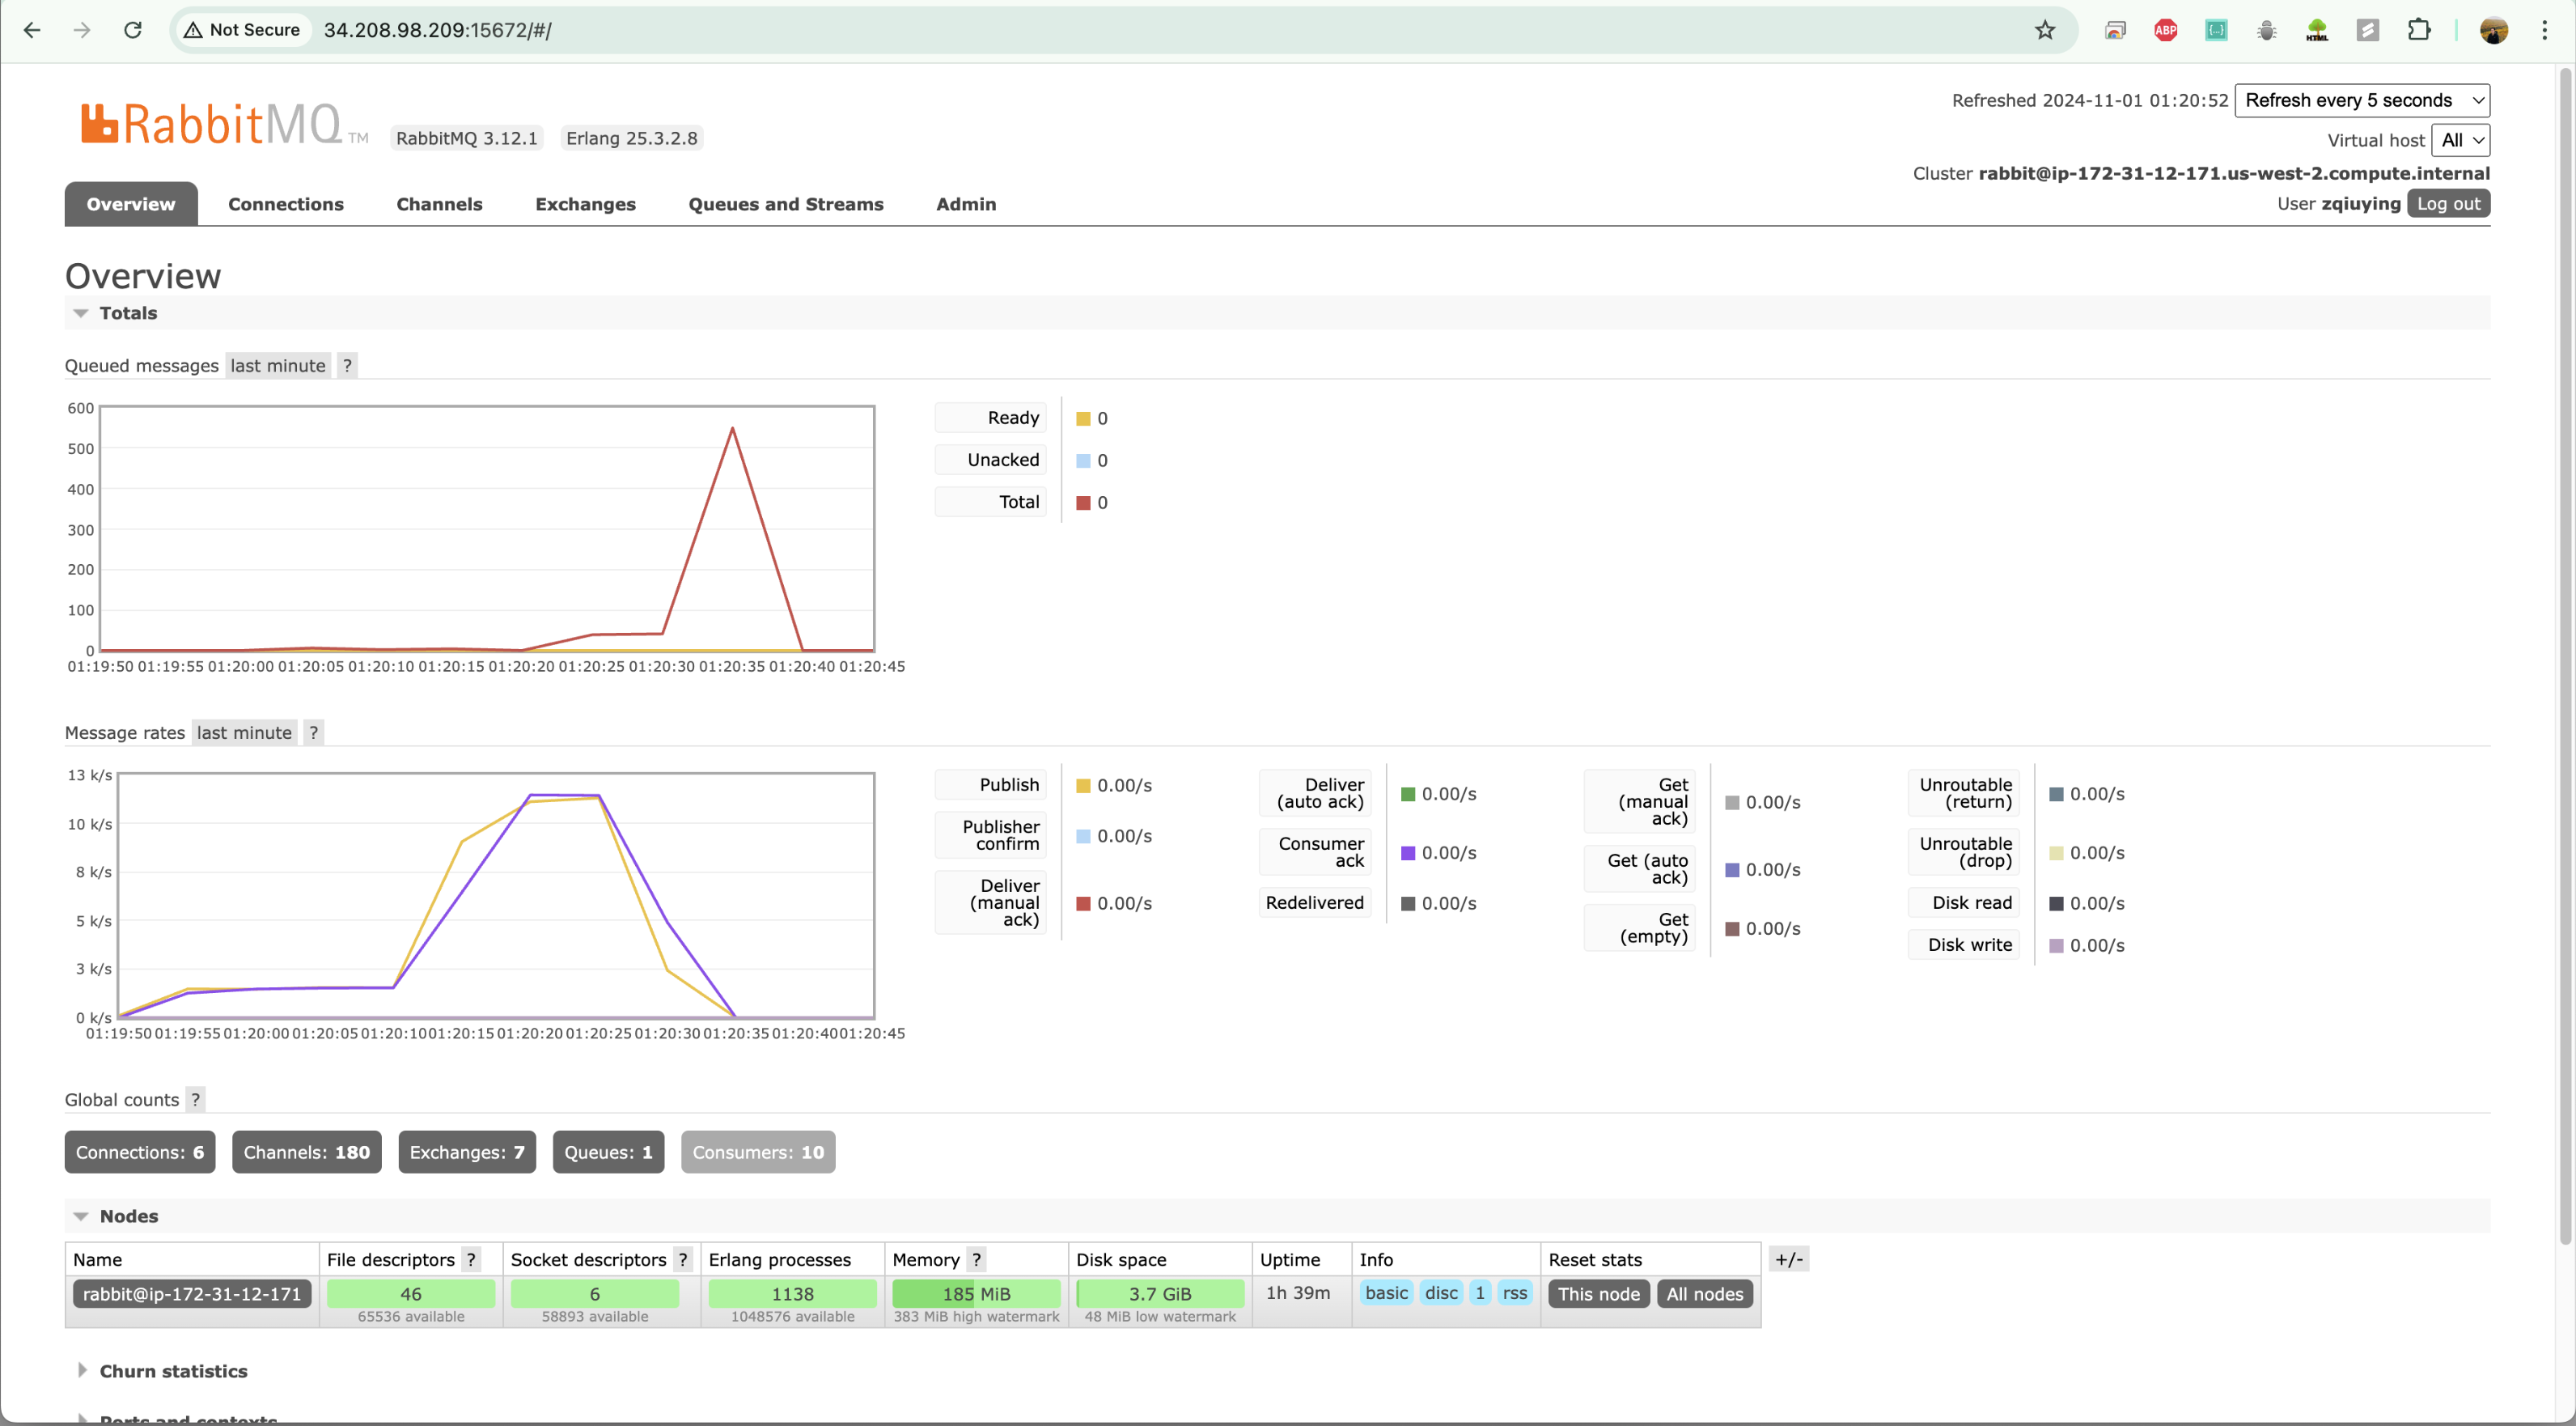 Not Secure 34.208.98.209:15672/#/
ABP
HTML
RabbitMQ TM RabbitMQ 3.12.1 Erlang 25.3.2.8
Refreshed 2024-11-01 01:20:52 Refresh every 5 seconds
Virtual host All
Cluster rabbit@ip-172-31-12-171.us-west-2.compute.internal
User zqiuying Log out
Overview Connections Channels Exchanges Queues and Streams Admin
Overview
Totals
Queued messages last minute ?
600
500
400
300
200
100
0
01:19:50 01:19:55 01:20:00 01:20:05 01:20:10 01:20:15 01:20:20 01:20:25 01:20:30 01:20:35 01:20:40 01:20:45
Ready 0
Unacked 0
Total 0
Message rates last minute ?
13 k/s
10 k/s
8 k/s
5 k/s
3 k/s
0 k/s
01:19:50 01:19:55 01:20:00 01:20:05 01:20:10 01:20:15 01:20:20 01:20:25 01:20:30 01:20:35 01:20:40 01:20:45
Publish 0.00/s
Publisher
confirm 0.00/s
Deliver
(manual 0.00/s
ack)
Deliver
(auto ack) 0.00/s
Consumer
ack 0.00/s
Redelivered 0.00/s
Get
(manual 0.00/s
ack)
Get (auto
ack) 0.00/s
Get
(empty) 0.00/s
Unroutable
(return) 0.00/s
Unroutable
(drop) 0.00/s
Disk read 0.00/s
Disk write 0.00/s
Global counts ?
Connections: 6 Channels: 180 Exchanges: 7 Queues: 1 Consumers: 10
Nodes
Name File descriptors ? Socket descriptors ? Erlang processes Memory ? Disk space Uptime Info Reset stats +/-
rabbit@ip-172-31-12-171 46 6 1138 185 MiB 3.7 GiB 1h 39m basic disc 1 rss This node All nodes
65536 available 58893 available 1048576 available 383 MiB high watermark 48 MiB low watermark
Churn statistics
Ports and contexts